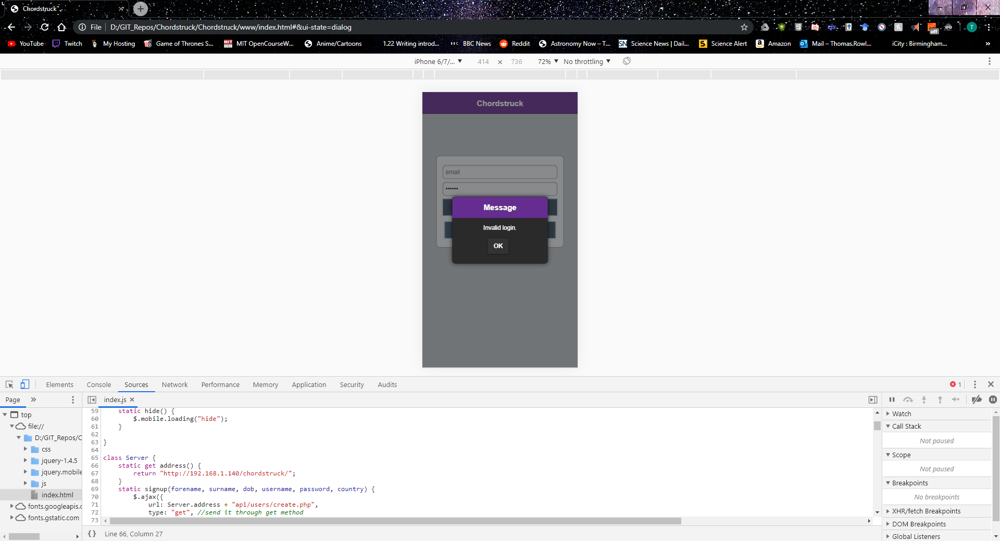 Chordstruck
File D:/GIT_Repos/Chordstruck/Chordstruck/www/index.html#&ui-state=dialog
off
T
YouTube Twitch My Hosting Game of Thrones S... MIT OpenCourseW... Anime/Cartoons 1.22 Writing introd... BBC BBC News Reddit Astronomy Now – T... SN Science News | Dail... S Science Alert Amazon Mail – Thomas.Rowl... iCity : Birmingham... »
iPhone 6/7/... ▼ 414 × 736 72% ▼ No throttling ▼
Chordstruck
email
••••••
Message
Invalid login.
OK
Elements Console Sources Network Performance Memory Application Security Audits 1
Page » index.js ×
top
file://
D:/GIT_Repos/C
css
jquery-1.4.5
jquery.mobile
js
index.html
fonts.googleapis.c
fonts.gstatic.com
59 static hide() {
60 $.mobile.loading("hide");
61 }
62
63 }
64
65 class Server {
66 static get address() {
67 return "http://192.168.1.140/chordstruck/";
68 }
69 static signup(forename, surname, dob, username, password, country) {
70 $.ajax({
71 url: Server.address + "api/users/create.php",
72 type: "get", //send it through get method
73
{} Line 66, Column 27
Watch
Call Stack
Not paused
Scope
Not paused
Breakpoints
No breakpoints
XHR/fetch Breakpoints
DOM Breakpoints
Global Listeners